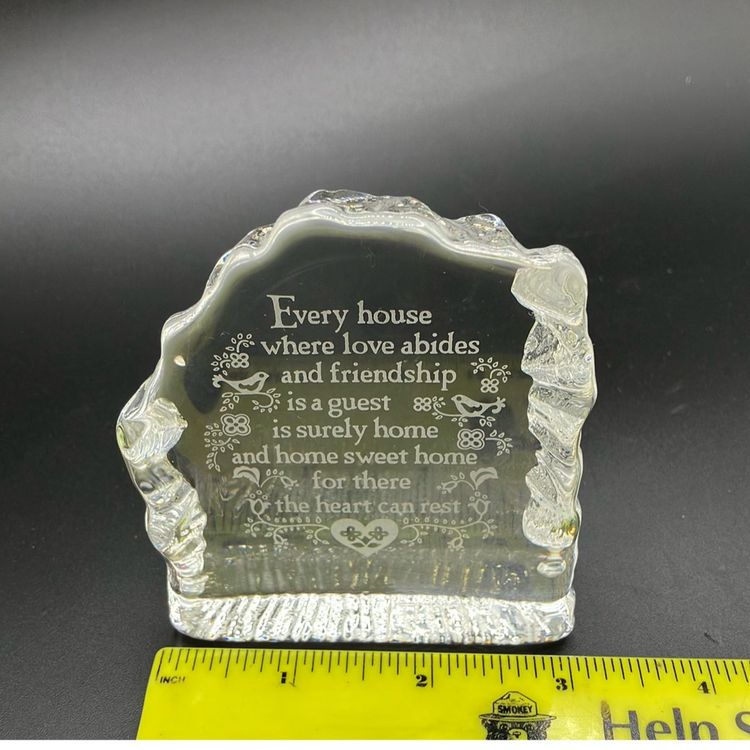 Every house
where love abides
and friendship
is a guest
is surely home
and home sweet home
for there
the heart can rest
INCH 1 2 3 4
SMOKEY
Help S